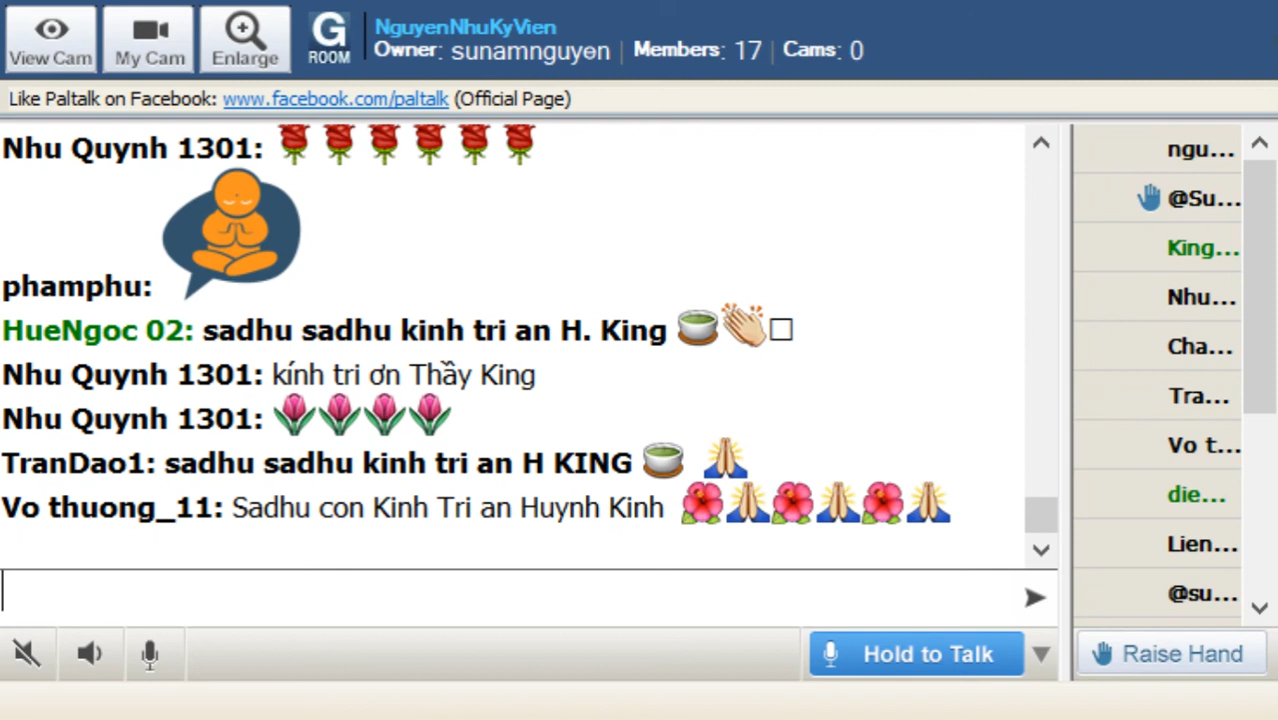 View Cam
My Cam
Enlarge
G
ROOM
NguyenNhuKyVien
Owner: sunamnguyen | Members: 17 | Cams: 0
Like Paltalk on Facebook: www.facebook.com/paltalk (Official Page)
Nhu Quynh 1301:
phamphu:
HueNgoc 02: sadhu sadhu kinh tri an H. King
Nhu Quynh 1301: kính tri ơn Thầy King
Nhu Quynh 1301:
TranDao1: sadhu sadhu kinh tri an H KING
Vo thuong_11: Sadhu con Kinh Tri an Huynh Kinh
ngu...
@Su...
King...
Nhu...
Cha...
Tra...
Vo t...
die...
Lien...
@su...
Hold to Talk
Raise Hand